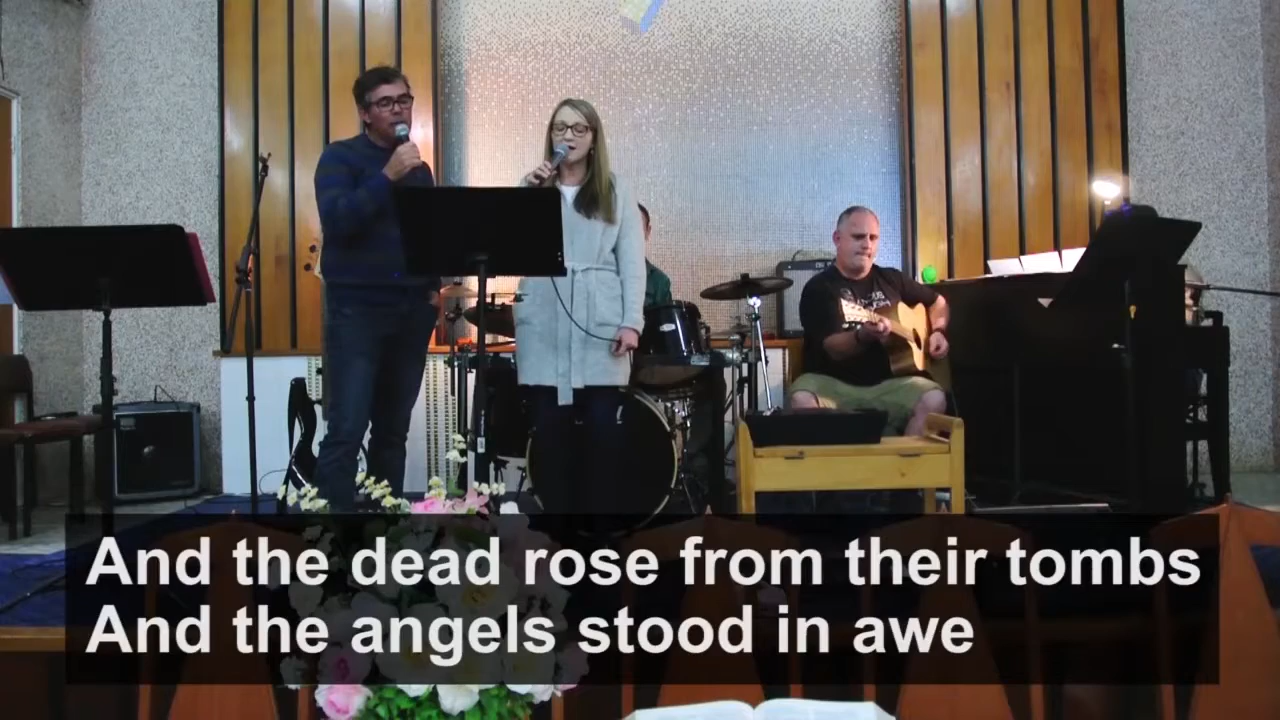 And the dead rose from their tombs
And the angels stood in awe